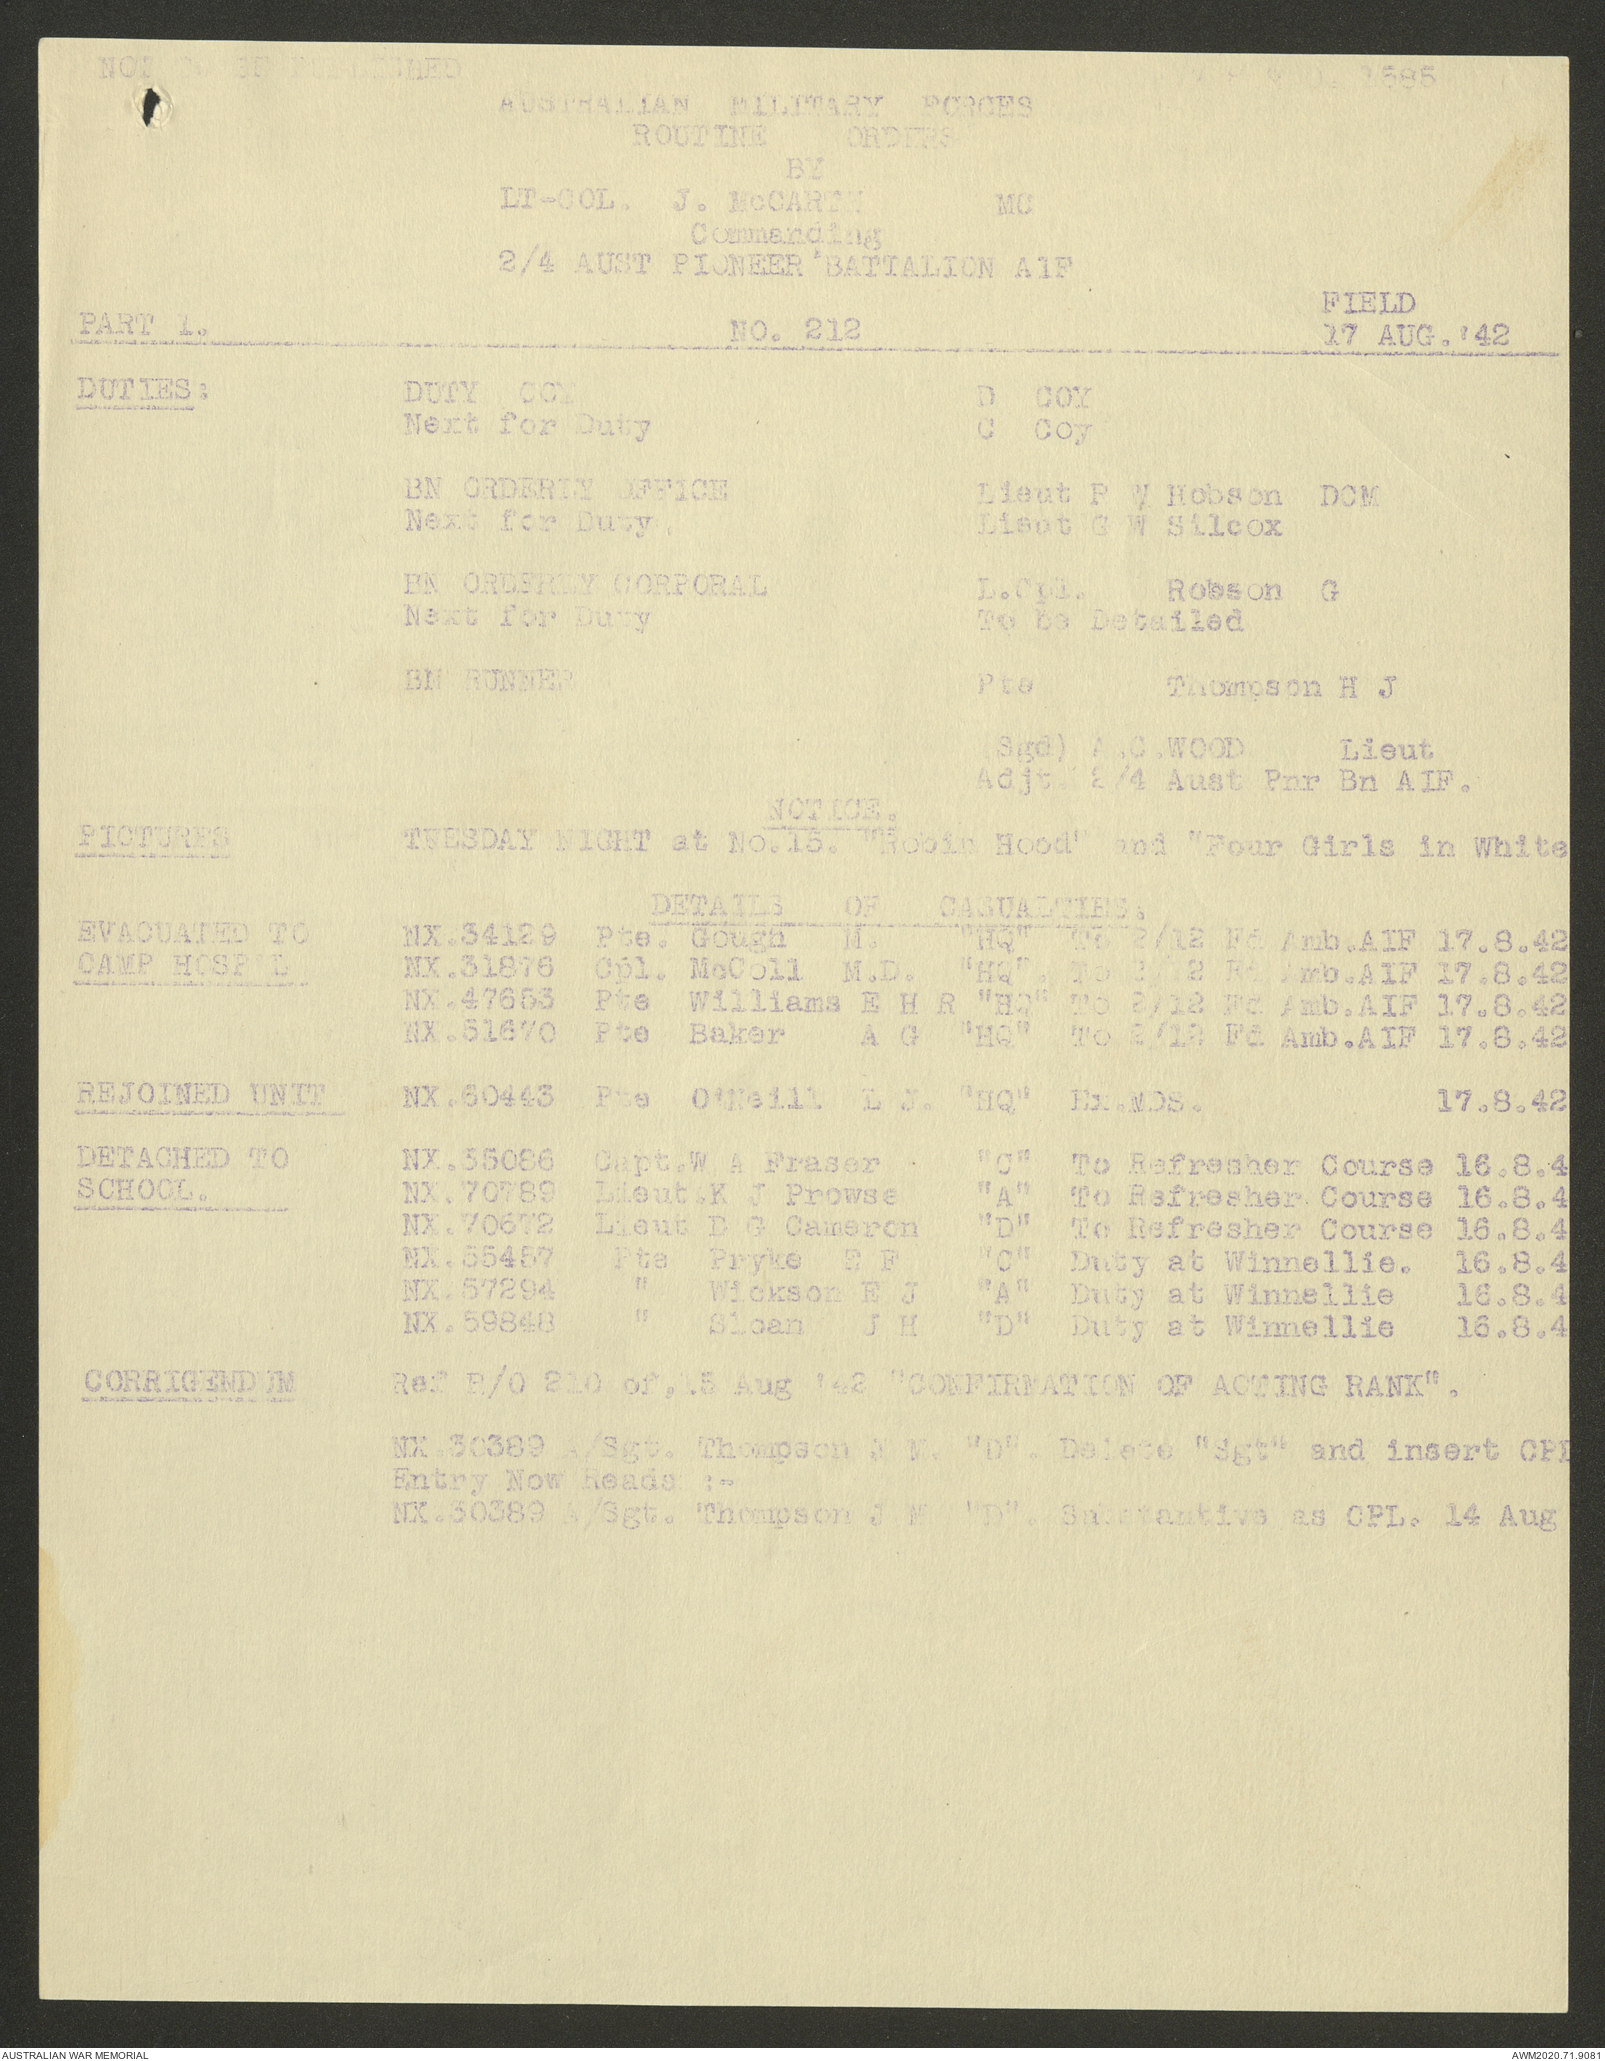 NOT TO BE PUBLISHED 1585
AUSTRALIAN MILITARY FORCES
ROUTINE ORDERS
BY
LT-COL. J. McCARTY MC
Commanding
2/4 AUST PIONEER BATTALION AIF
FIELD
PART 1. NO. 212 17 AUG.'42
DUTIES: DUTY COY D COY
Next for Duty C Coy
BN ORDERLY OFFICE Lieut P W Hobson DCM
Next for Duty. Lieut G W Silcox
BN ORDERLY CORPORAL L.Cpl. Robson G
Next for Duty To be Detailed
BN RUNNER Pte Thompson H J
(Sgd) A.C.WOOD Lieut
Adjt. 2/4 Aust Pnr Bn AIF.
NOTICE.
PICTURES TUESDAY NIGHT at No.15. "Robin Hood" and "Four Girls in White
DETAILS OF CASUALTIES.
EVACUATED TO NX.34129 Pte. Gough M. "HQ" To 2/12 Fd Amb.AIF 17.8.42
CAMP HOSP L NX.31876 Cpl. McColl M.D. "HQ". To 2/12 Fd Amb.AIF 17.8.42
NX.47653 Pte Williams E H R "HQ" To 2/12 Fd Amb.AIF 17.8.42
NX.51670 Pte Baker A G "HQ" To 2/12 Fd Amb.AIF 17.8.42
REJOINED UNIT NX.60443 Pte O'Neill L J. "HQ" Ex.MDS. 17.8.42
DETACHED TO NX.35086 Capt.W A Fraser "C" To Refresher Course 16.8.4
SCHOOL. NX.70789 Lieut.K J Prowse "A" To Refresher Course 16.8.4
NX.70672 Lieut D G Cameron "D" To Refresher Course 16.8.4
NX.55457 Pte Pryke E F "C" Duty at Winnellie. 16.8.4
NX.57294 " Wickson E J "A" Duty at Winnellie 16.8.4
NX.59848 " Sloan J H "D" Duty at Winnellie 16.8.4
CORRIGENDUM Ref R/O 210 of,15 Aug '42 "CONFIRMATION OF ACTING RANK".
NX.30389 A/Sgt. Thompson J M. "D". Delete "Sgt" and insert CPL
Entry Now Reads :-
NX.30389 A/Sgt. Thompson J M "D". Substantive as CPL. 14 Aug
AUSTRALIAN WAR MEMORIAL AWM2020.71.9081